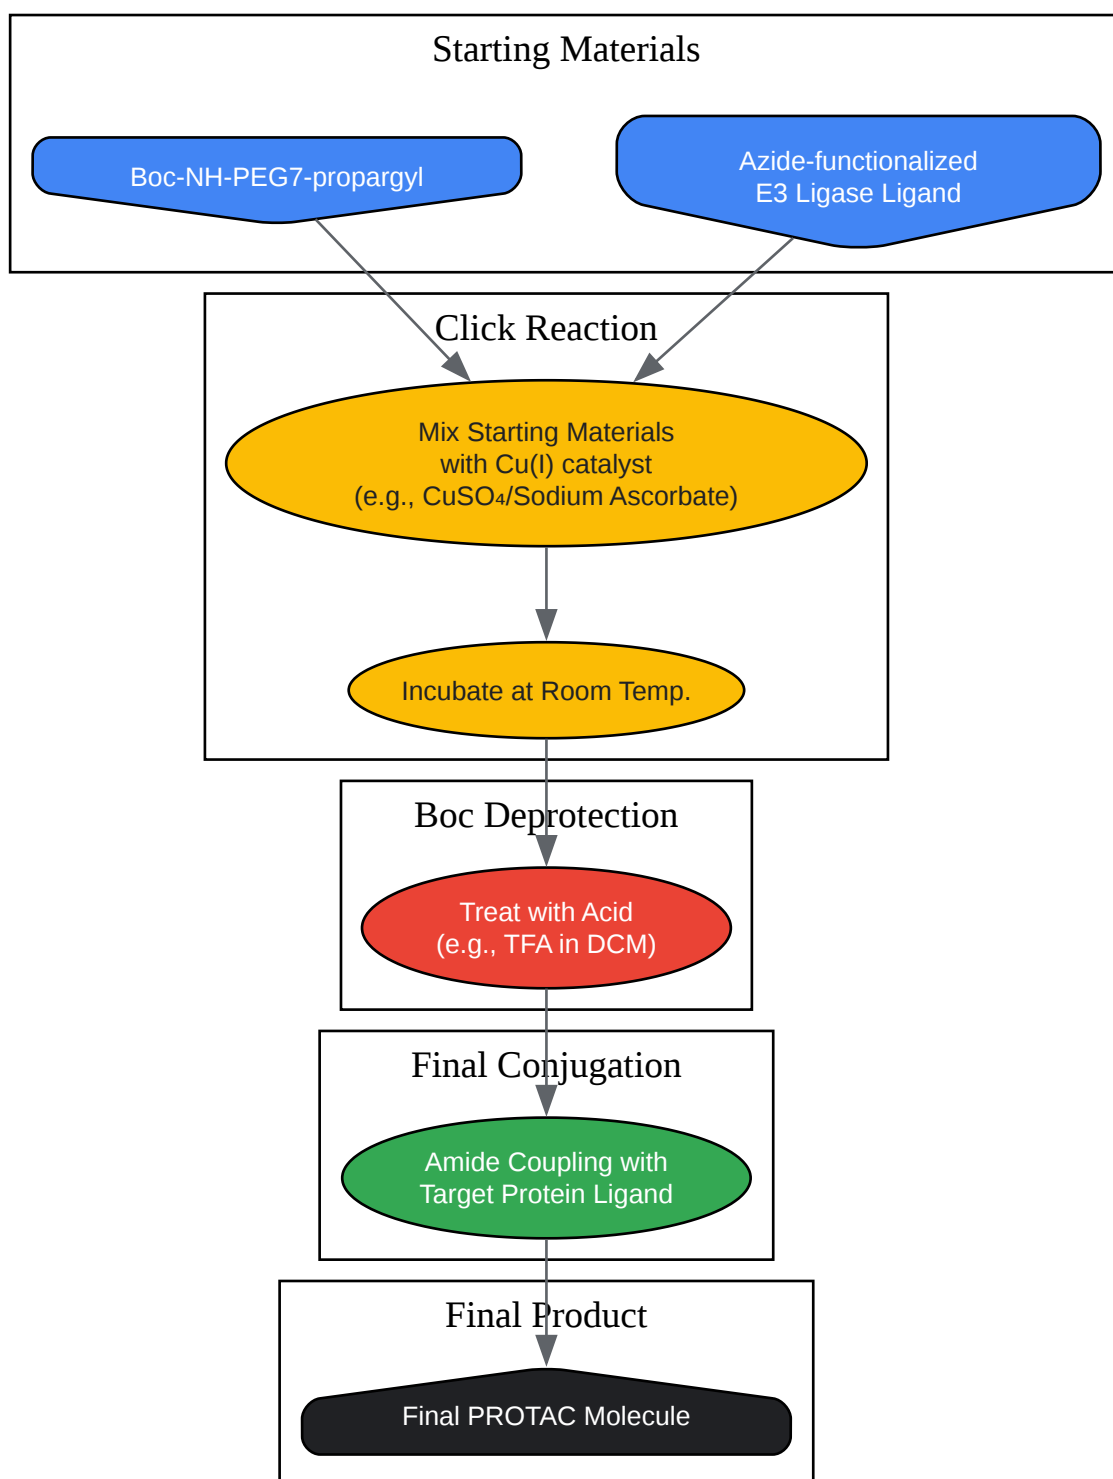 Starting Materials
Boc-NH-PEG7-propargyl
Azide-functionalized
E3 Ligase Ligand
Click Reaction
Mix Starting Materials
with Cu(I) catalyst
(e.g., CuSO₄/Sodium Ascorbate)
Incubate at Room Temp.
Boc Deprotection
Treat with Acid
(e.g., TFA in DCM)
Final Conjugation
Amide Coupling with
Target Protein Ligand
Final Product
Final PROTAC Molecule